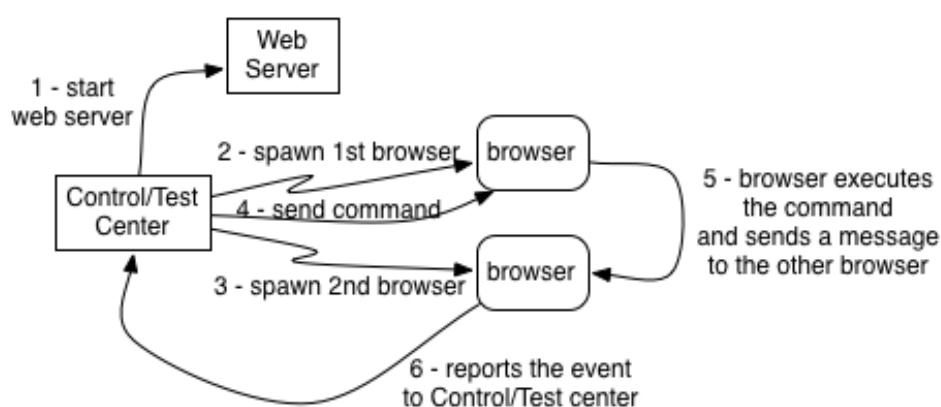 Web
Server
1 - start
web server
2 - spawn 1st browser
browser
Control/Test
Center
4 - send command
5 - browser executes
the command
and sends a message
to the other browser
browser
3 - spawn 2nd browser
6 - reports the event
to Control/Test center